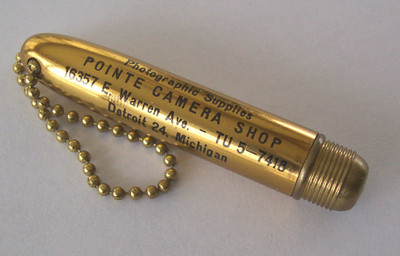 Photographic Supplies
POINTE CAMERA SHOP
16357 E. Warren Ave. - TU 5-7418
Detroit 24, Michigan